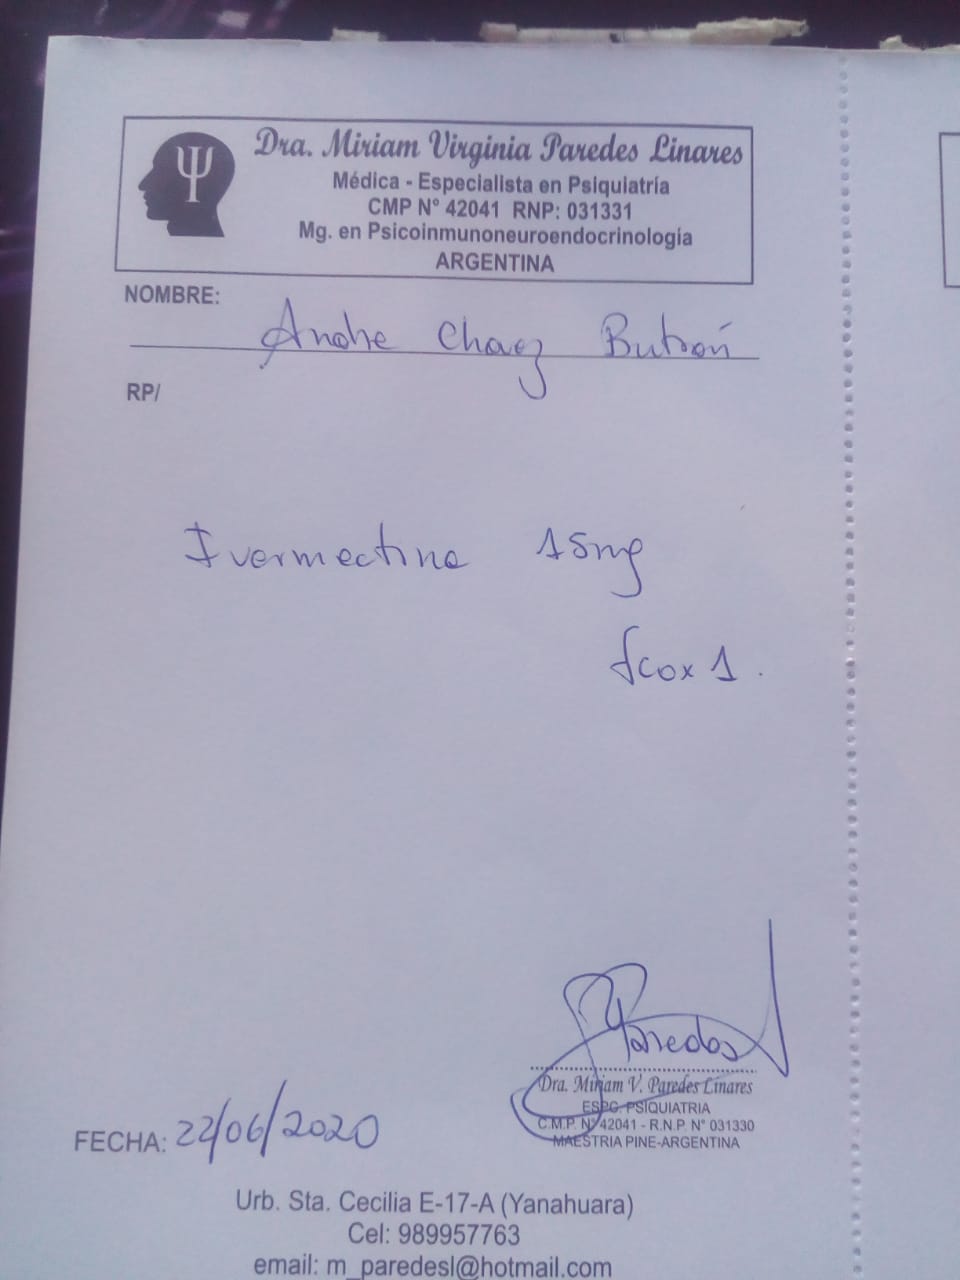 Ψ
Dra. Miriam Virginia Paredes Linares
Médica - Especialista en Psiquiatría
CMP N° 42041 RNP: 031331
Mg. en Psicoinmunoneuroendocrinologia
ARGENTINA
NOMBRE: Andre Chavez Butrón
RP/
Ivermectina 15mg
fco x 1.
Paredes
Dra. Miriam V. Paredes Linares
ESPC. PSIQUIATRIA
C.M.P. N° 42041 - R.N.P. N° 031330
MAESTRIA PINE-ARGENTINA
FECHA: 22/06/2020
Urb. Sta. Cecilia E-17-A (Yanahuara)
Cel: 989957763
email: m_paredesl@hotmail.com